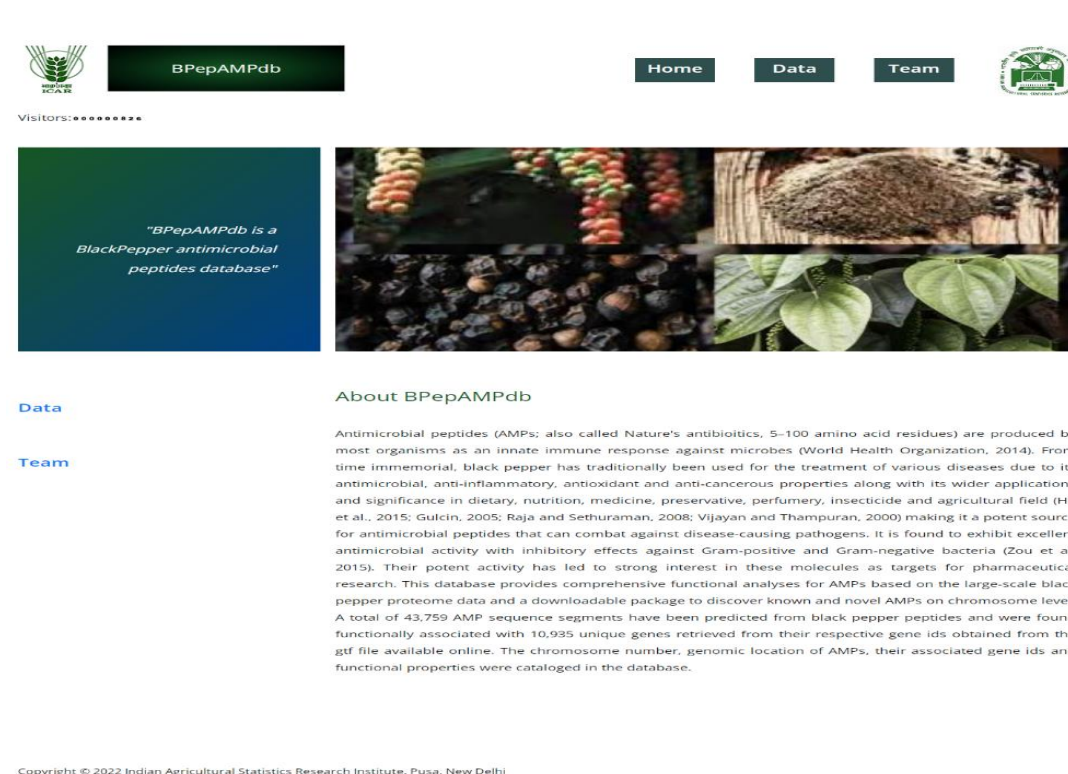 BPepAMPdb
Home
Data
Team
ICAR
Visitors:000000826
"BPepAMPdb is a
BlackPepper antimicrobial
peptides database"
Data
Team
About BPepAMPdb
Antimicrobial peptides (AMPs; also called Nature's antibioitics, 5–100 amino acid residues) are produced b
most organisms as an innate immune response against microbes (World Health Organization, 2014). Fror
time immemorial, black pepper has traditionally been used for the treatment of various diseases due to it
antimicrobial, anti-inflammatory, antioxidant and anti-cancerous properties along with its wider application
and significance in dietary, nutrition, medicine, preservative, perfumery, insecticide and agricultural field (H
et al., 2015; Gulcin, 2005; Raja and Sethuraman, 2008; Vijayan and Thampuran, 2000) making it a potent sourc
for antimicrobial peptides that can combat against disease-causing pathogens. It is found to exhibit exceller
antimicrobial activity with inhibitory effects against Gram-positive and Gram-negative bacteria (Zou et a
2015). Their potent activity has led to strong interest in these molecules as targets for pharmaceutica
research. This database provides comprehensive functional analyses for AMPs based on the large-scale blac
pepper proteome data and a downloadable package to discover known and novel AMPs on chromosome leve
A total of 43,759 AMP sequence segments have been predicted from black pepper peptides and were foun
functionally associated with 10,935 unique genes retrieved from their respective gene ids obtained from th
gtf file available online. The chromosome number, genomic location of AMPs, their associated gene ids an
functional properties were cataloged in the database.
Copyright © 2022 Indian Agricultural Statistics Research Institute, Pusa, New Delhi